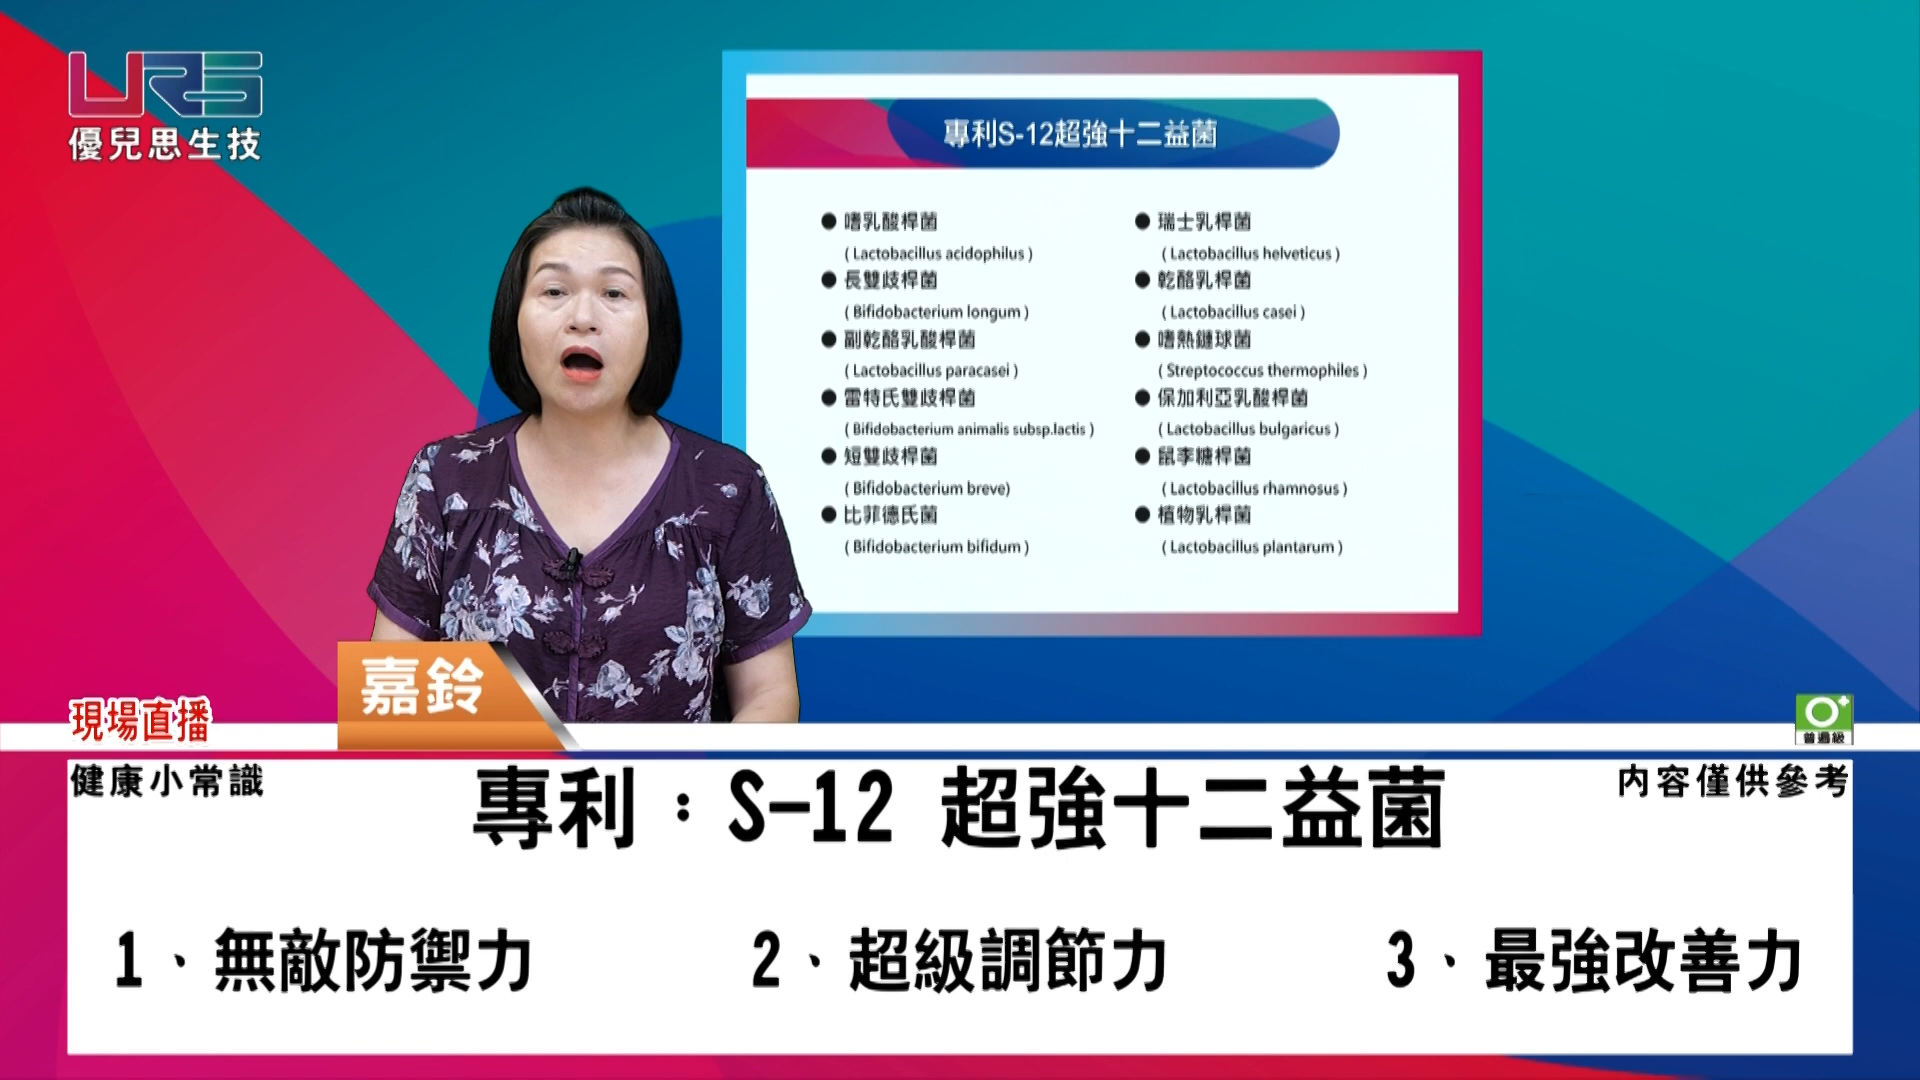 URS
優兒思生技
專利S-12超強十二益菌
嗜乳酸桿菌
( Lactobacillus acidophilus )
長雙歧桿菌
( Bifidobacterium longum )
副乾酪乳酸桿菌
( Lactobacillus paracasei )
雷特氏雙歧桿菌
( Bifidobacterium animalis subsp.lactis )
短雙歧桿菌
( Bifidobacterium breve)
比菲德氏菌
( Bifidobacterium bifidum )
瑞士乳桿菌
( Lactobacillus helveticus )
乾酪乳桿菌
( Lactobacillus casei )
嗜熱鏈球菌
( Streptococcus thermophiles )
保加利亞乳酸桿菌
( Lactobacillus bulgaricus )
鼠李糖桿菌
( Lactobacillus rhamnosus )
植物乳桿菌
( Lactobacillus plantarum )
嘉鈴
現場直播
普遍級
健康小常識
內容僅供參考
專利：S-12 超強十二益菌
1、無敵防禦力
2、超級調節力
3、最強改善力